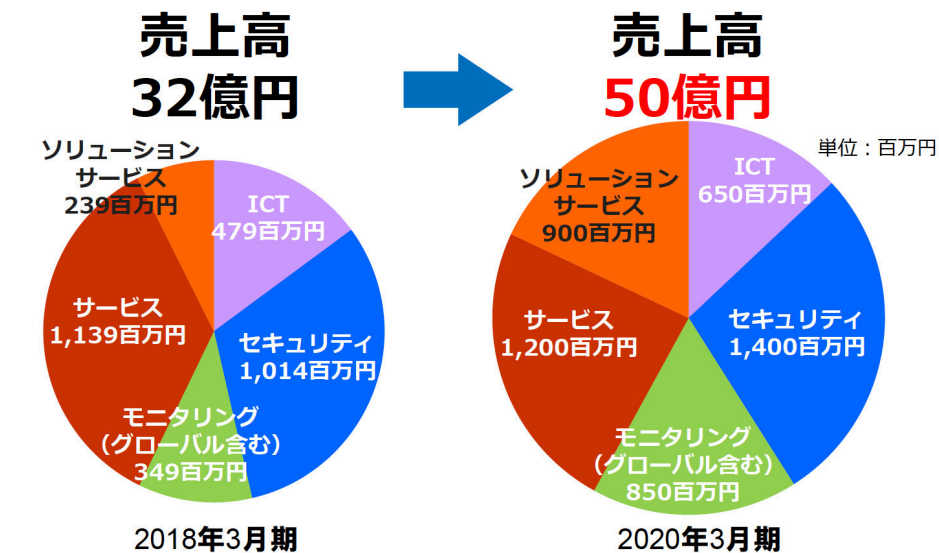 売上高
32億円
売上高
50億円
単位：百万円
ソリューション
サービス
239百万円
ICT
479百万円
サービス
1,139百万円
セキュリティ
1,014百万円
モニタリング
（グローバル含む）
349百万円
2018年3月期
ソリューション
サービス
900百万円
ICT
650百万円
サービス
1,200百万円
セキュリティ
1,400百万円
モニタリング
（グローバル含む）
850百万円
2020年3月期